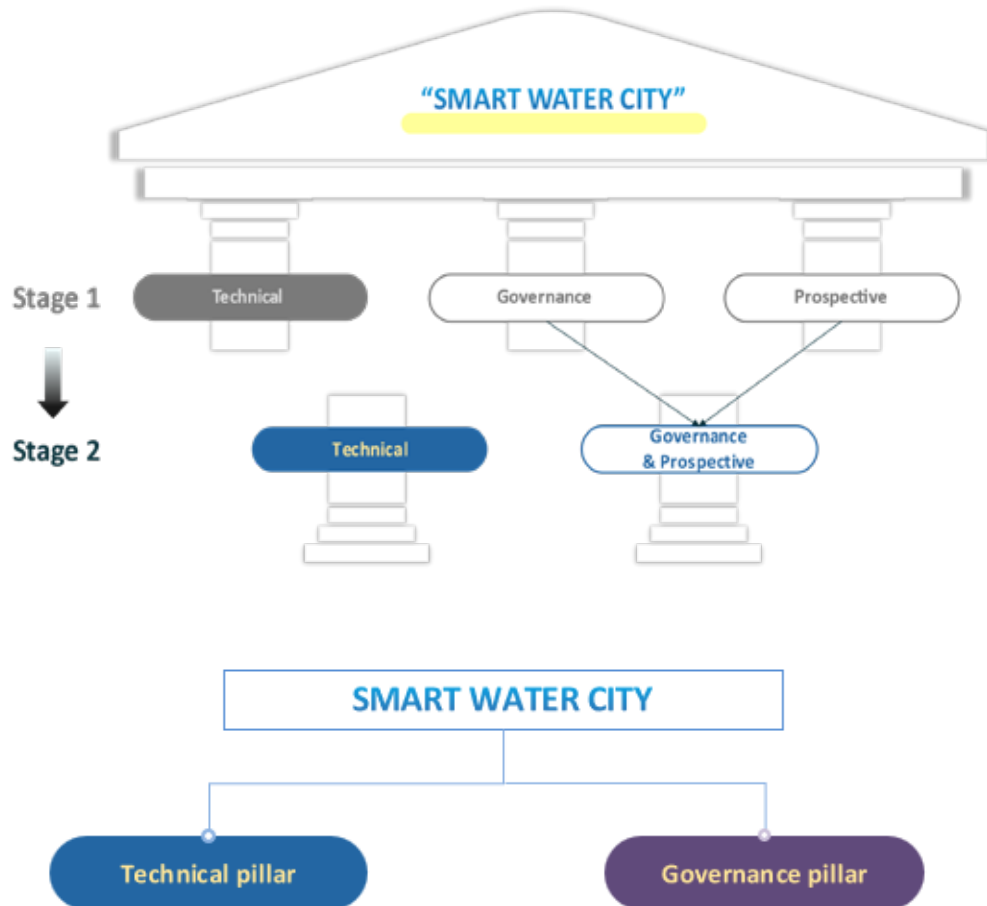 “SMART WATER CITY”
Stage 1
Technical
Governance
Prospective
Stage 2
Technical
Governance
& Prospective
SMART WATER CITY
Technical pillar
Governance pillar